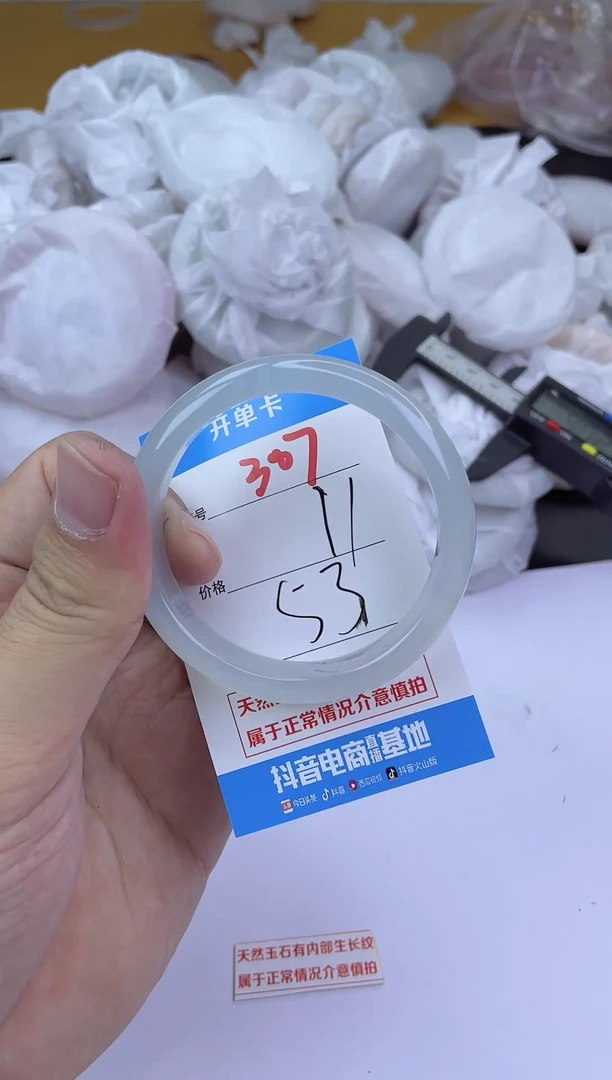 开单卡
307
号
11
价格
53
天然
属于正常情况介意慎拍
抖音电商直播基地
今日头条 抖音 西瓜视频 抖音火山版
天然玉石有内部生长纹
属于正常情况介意慎拍